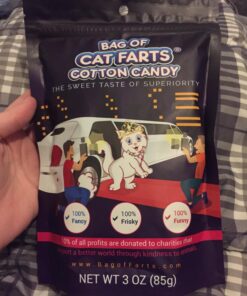 BAG OF
CAT FARTS®
COTTON CANDY
THE SWEET TASTE OF SUPERIORITY
100%
Fancy
100%
Frisky
100%
Funny
10% of all profits are donated to charities that
support a better world through kindness to animals.
www.BagofFarts.com
NET WT 3 OZ (85g)